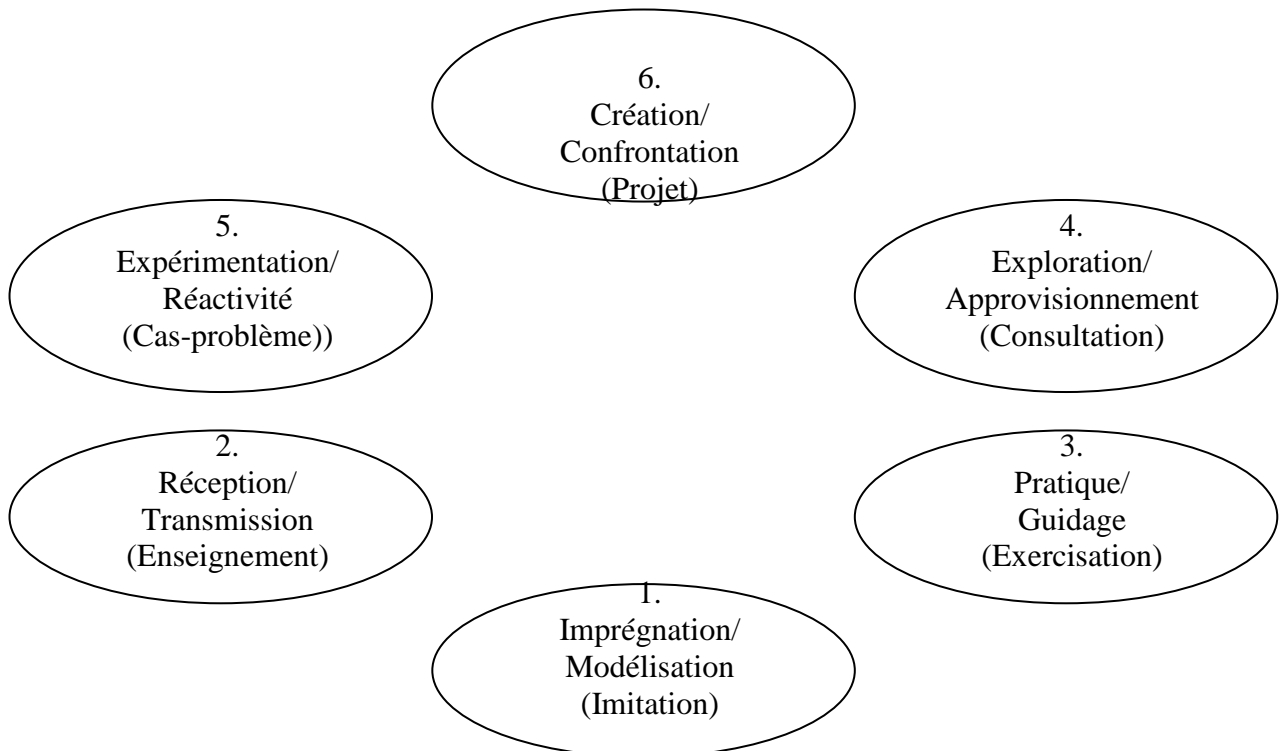 6.
Création/
Confrontation
(Projet)
5.
Expérimentation/
Réactivité
(Cas-problème))
4.
Exploration/
Approvisionnement
(Consultation)
2.
Réception/
Transmission
(Enseignement)
3.
Pratique/
Guidage
(Exercisation)
1.
Imprégnation/
Modélisation
(Imitation)